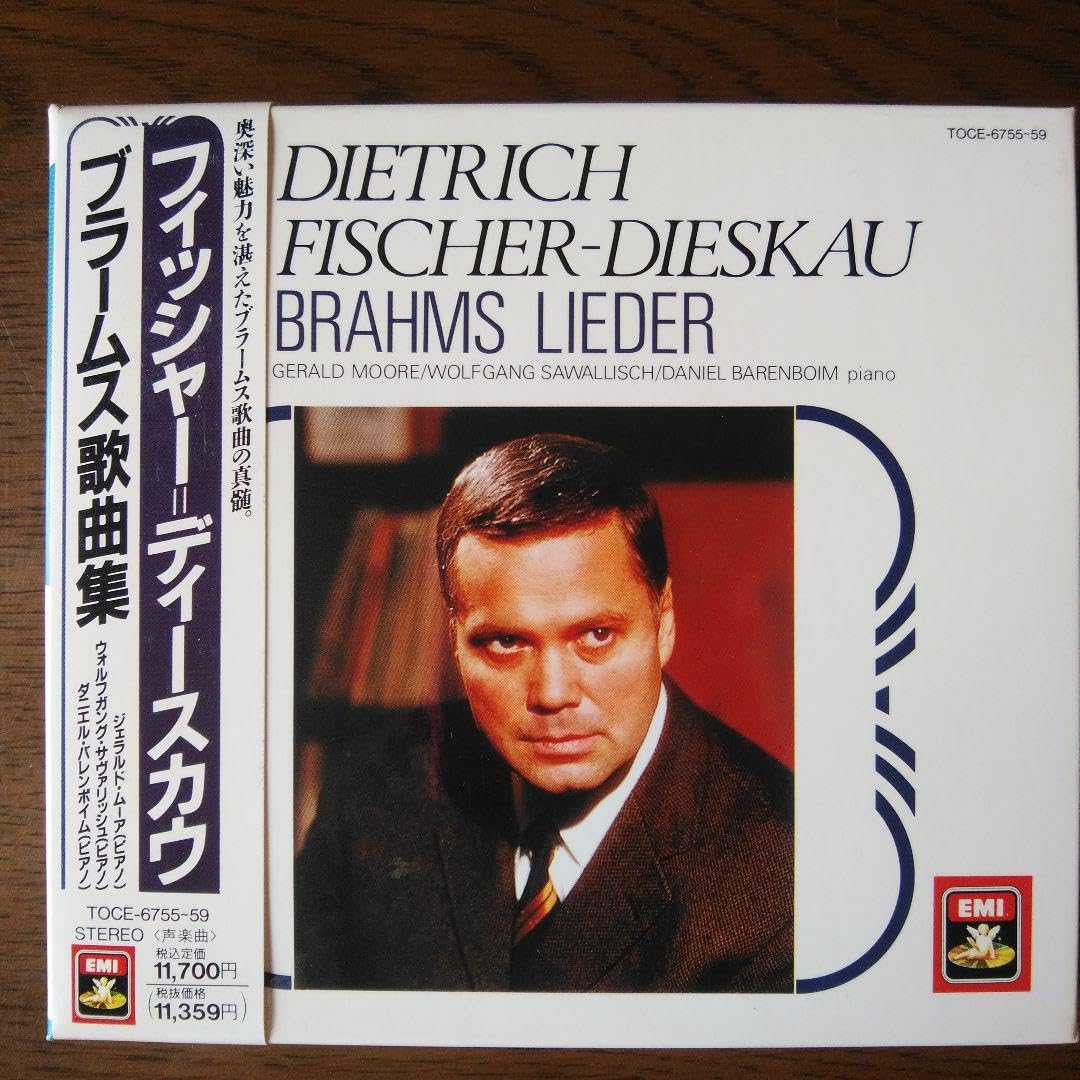 奥深い魅力を湛えたブラームス歌曲の真髄。
フィッシャー=ディースカウ
ブラームス歌曲集
ジェラルド・ムーア(ピアノ)
ウォルフガング・サヴァリッシュ(ピアノ)
ダニエル・バレンボイム(ピアノ)
TOCE-6755~59
STEREO〈声楽曲〉
EMI
税込定価
11,700円
(税抜価格
11,359円)
TOCE-6755~59
DIETRICH
FISCHER-DIESKAU
BRAHMS LIEDER
GERALD MOORE/WOLFGANG SAWALLISCH/DANIEL BARENBOIM piano
EMI